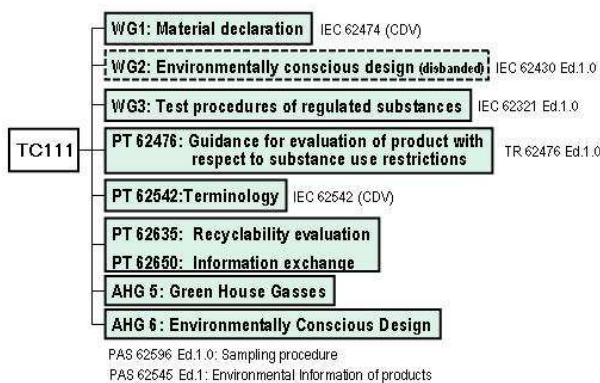 WG1: Material declaration IEC 62474 (CDV)
WG2: Environmentally conscious design (disbanded) IEC 62430 Ed.1.0
WG3: Test procedures of regulated substances IEC 62321 Ed.1.0
TC111
PT 62476: Guidance for evaluation of product with
respect to substance use restrictions
TR 62476 Ed.1.0
PT 62542:Terminology IEC 62542 (CDV)
PT 62635: Recyclability evaluation
PT 62650: Information exchange
AHG 5: Green House Gasses
AHG 6: Environmentally Conscious Design
PAS 62596 Ed.1.0: Sampling procedure
PAS 62545 Ed.1: Environmental Information of products